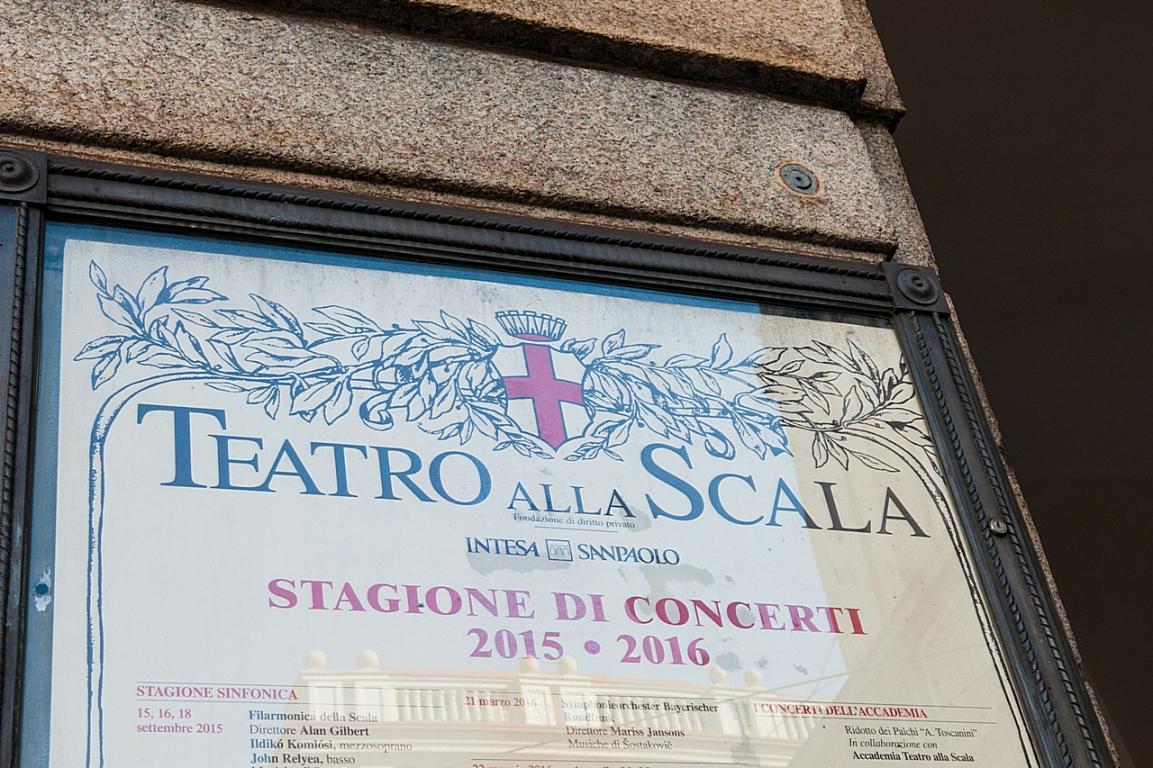 TEATRO ALLA SCALA
Fondazione di diritto privato
INTESA SANPAOLO
STAGIONE DI CONCERTI
2015 • 2016
STAGIONE SINFONICA
15, 16, 18
settembre 2015
Filarmonica della Scala
Direttore Alan Gilbert
Ildikó Komlósi, mezzosoprano
John Relyea, basso
21 marzo 2016
Symphonieorchester Bayerischer
Rundfunk
Direttore Mariss Jansons
Musiche di Šostakovič
I CONCERTI DELL'ACCADEMIA
Ridotto dei Palchi "A. Toscanini"
In collaborazione con
Accademia Teatro alla Scala